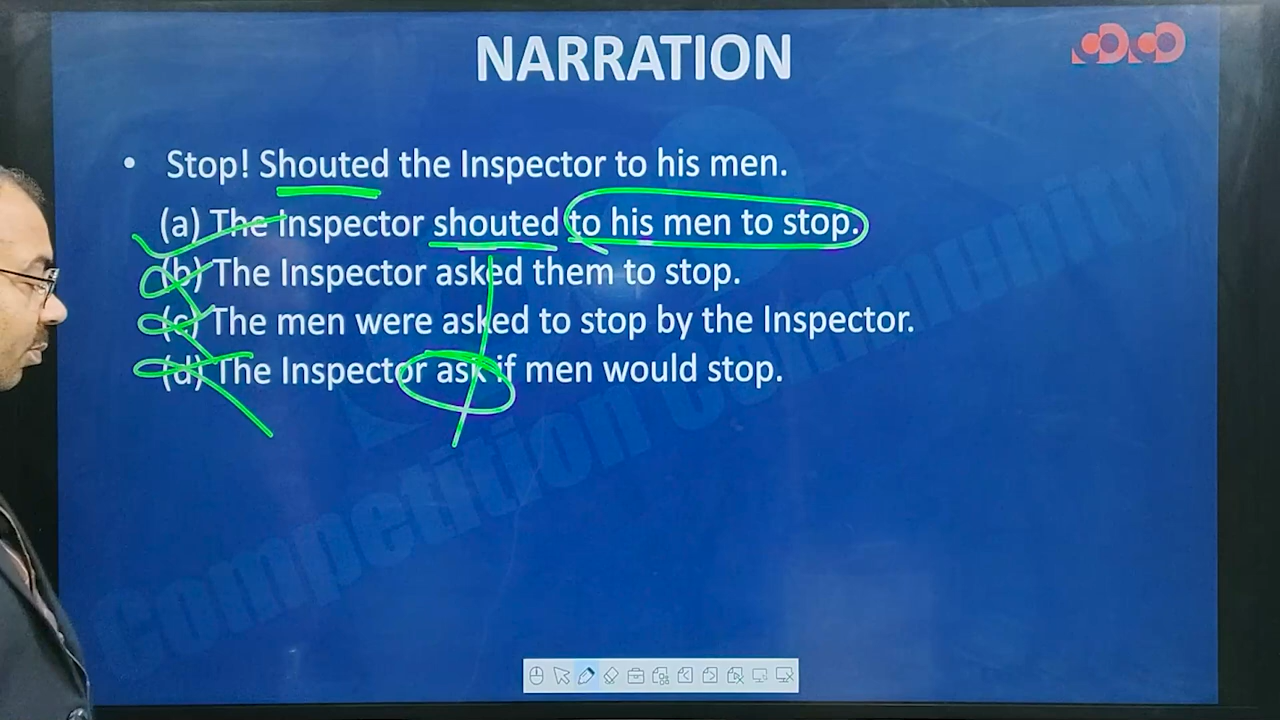 NARRATION
• Stop! Shouted the Inspector to his men.
(a) The Inspector shouted to his men to stop.
(b) The Inspector asked them to stop.
(c) The men were asked to stop by the Inspector.
(d) The Inspector ask if men would stop.
Competition Community